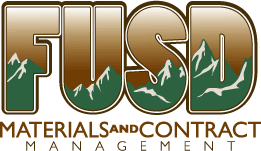 FUSD
MATERIALS AND CONTRACT
MANAGEMENT